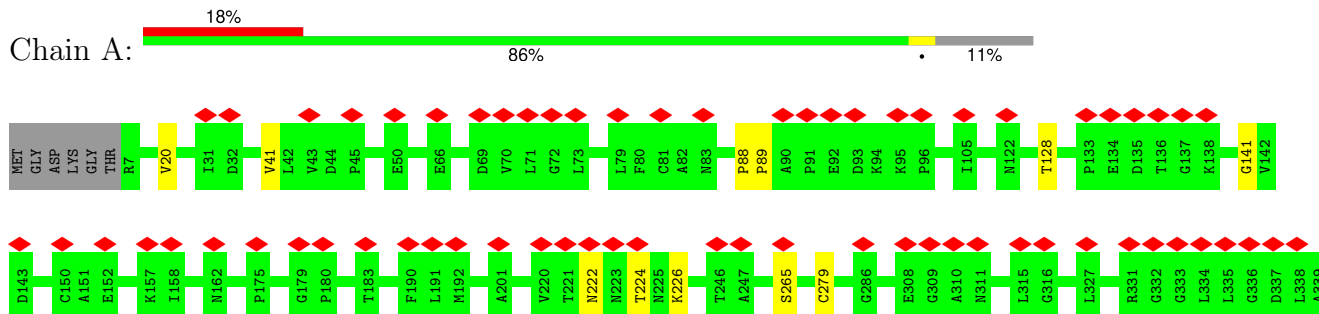 18%
Chain A:
86% • 11%
MET GLY ASP LYS GLY THR R7 V20 I31 D32 V41 L42 V43 D44 P45 E50 E66 D69 V70 L71 G72 L73 L79 F80 C81 A82 N83 P88 P89 A90 P91 E92 D93 K94 K95 P96 I105 N122 T128 P133 E134 D135 T136 G137 K138 G141 V142
D143 C150 A151 E152 K157 I158 N162 P175 G179 P180 T183 F190 L191 M192 A201 V220 T221 N222 N223 T224 N225 K226 T246 A247 S265 C279 G286 E308 G309 A310 N311 L315 G316 L327 R331 G332 G333 L334 L335 G336 D337 L338 A339